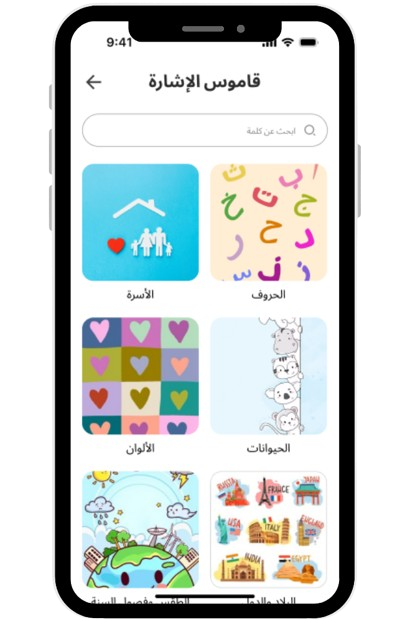 9:41
قاموس الإشارة
ابحث عن كلمة
أ ب ت ث
ج ح خ
د ر ز س
الحروف
الأسرة
الحيوانات
الألوان
RUSSIA FRANCE JAPAN
USA ITALY ENGLAND
INDIA EGYPT
البلاد والدول
الطقس وفصول السنة